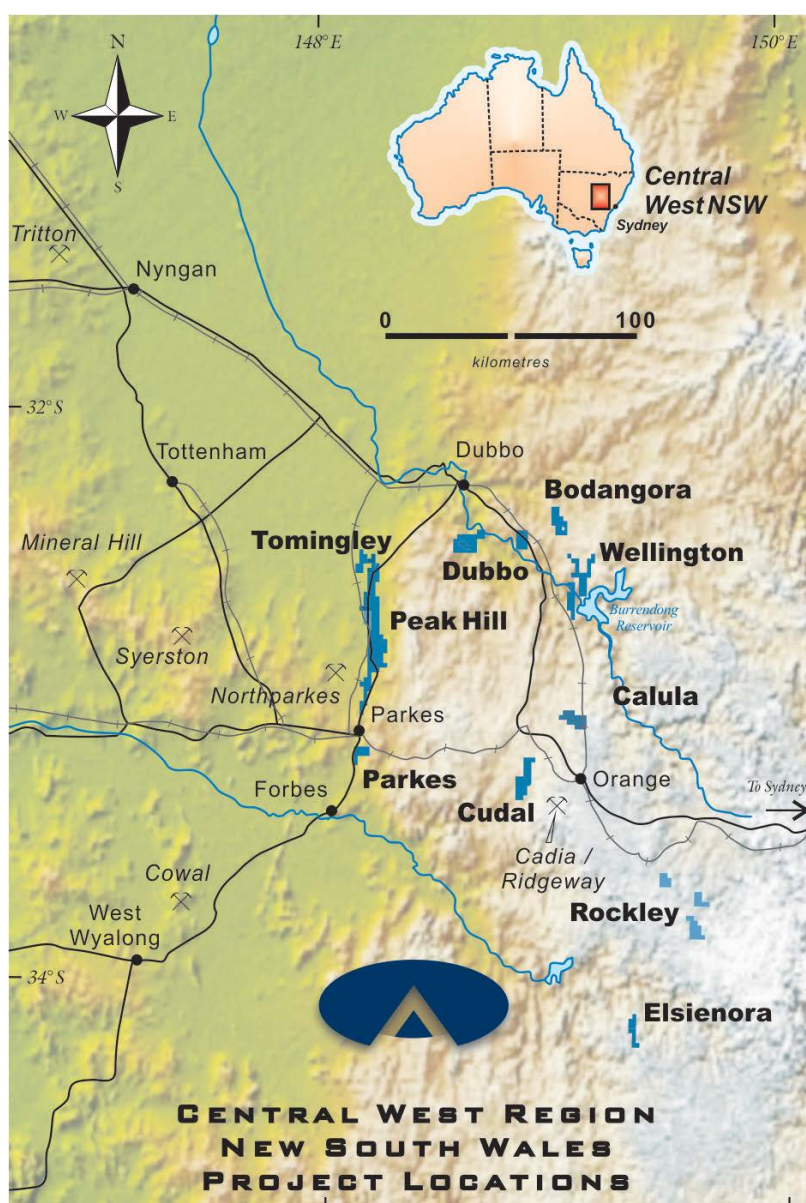 148°E
150°E
N
W
E
S
Central
West NSW
Sydney
Tritton
Nyngan
0
100
kilometres
32°S
Tottenham
Dubbo
Bodangora
Mineral Hill
Tomingley
Wellington
Dubbo
Peak Hill
Burrendong
Reservoir
Syerston
Northparkes
Calula
Parkes
Parkes
Orange
To Sydney
Forbes
Cudal
Cadia /
Ridgeway
Cowal
Rockley
West
Wyalong
34°S
Elsienora
CENTRAL WEST REGION
NEW SOUTH WALES
PROJECT LOCATIONS